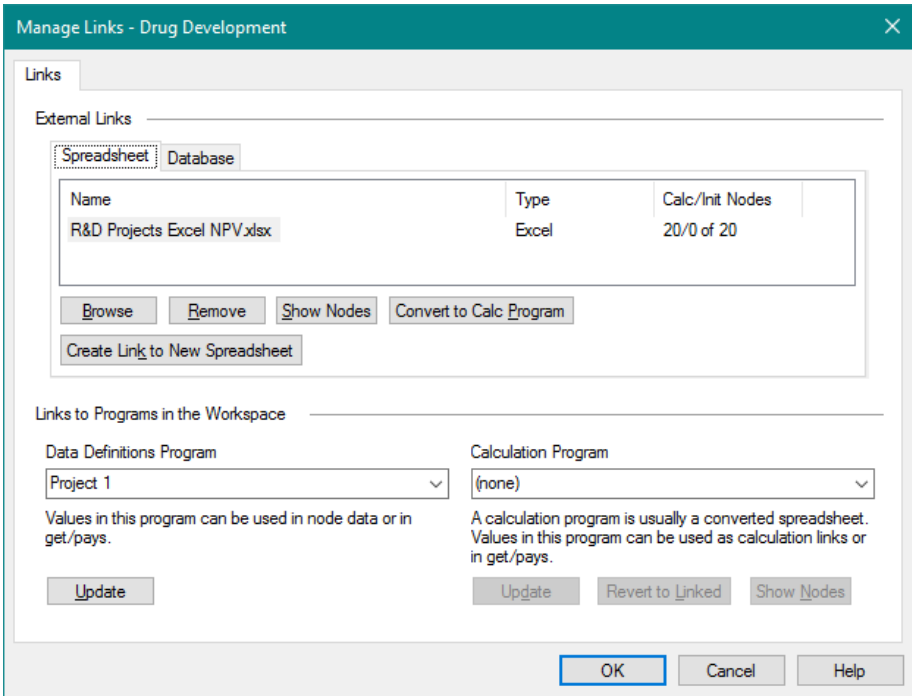 Manage Links - Drug Development
Links
External Links
Spreadsheet Database
Name Type Calc/Init Nodes
R&D Projects Excel NPV.xlsx Excel 20/0 of 20
Browse Remove Show Nodes Convert to Calc Program
Create Link to New Spreadsheet
Links to Programs in the Workspace
Data Definitions Program Calculation Program
Project 1 (none)
Values in this program can be used in node data or in
get/pays.
A calculation program is usually a converted spreadsheet.
Values in this program can be used as calculation links or
in get/pays.
Update Update Revert to Linked Show Nodes
OK Cancel Help